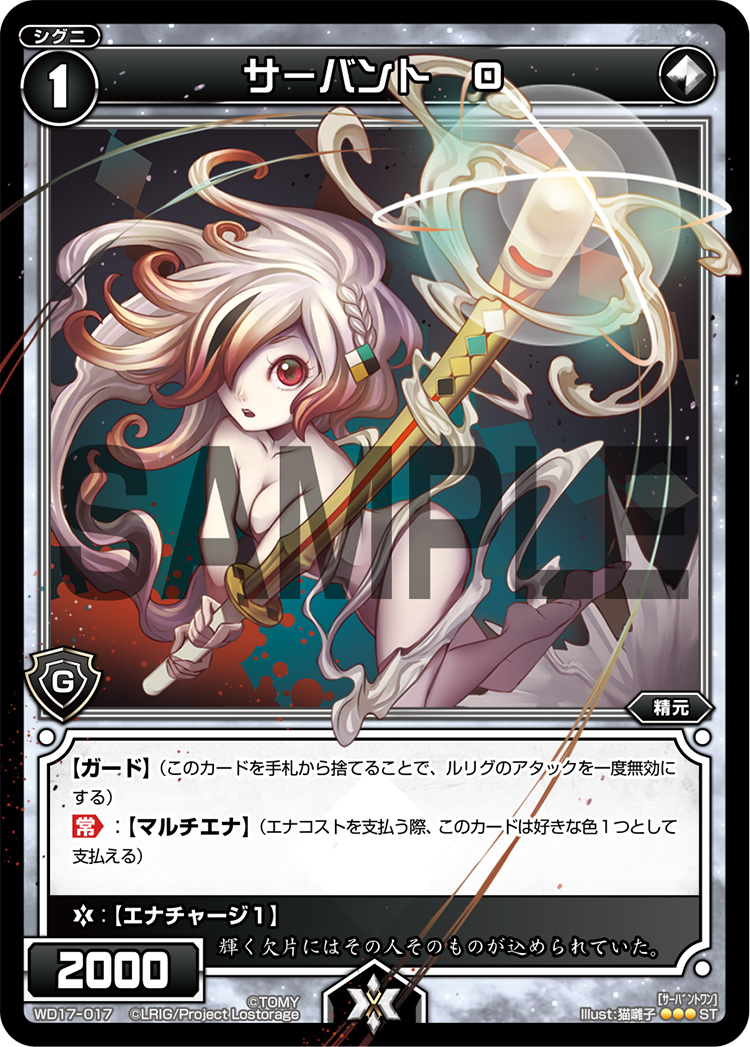 シグニ
1
サーバント O
SAMPLE
G
精元
【ガード】(このカードを手札から捨てることで、ルリグのアタックを一度無効に
する)
常:【マルチエナ】(エナコストを支払う際、このカードは好きな色1つとして
支払える)
:【エナチャージ1】
輝く欠片にはその人そのものが込められていた。
2000
WD17-017 ©LRIG/Project Lostorage ©TOMY
[サーバントワン]
Illust:猫囃子 ST